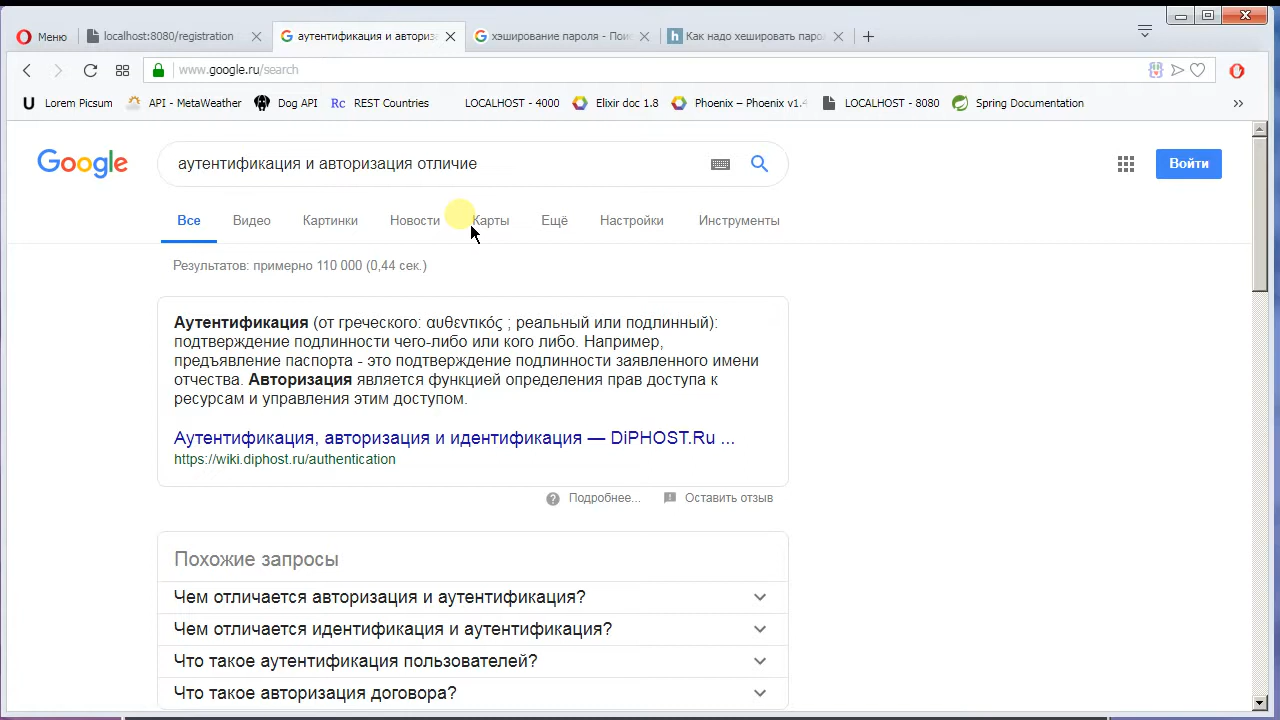 Меню
localhost:8080/registration
аутентификация и авториз
хэширование пароля - Пои
Как надо хешировать паро
www.google.ru/search
Lorem Picsum
API - MetaWeather
Dog API
Rc REST Countries
LOCALHOST - 4000
Elixir doc 1.8
Phoenix – Phoenix v1.4
LOCALHOST - 8080
Spring Documentation
Google
аутентификация и авторизация отличие
Войти
Все Видео Картинки Новости Карты Ещё Настройки Инструменты
Результатов: примерно 110 000 (0,44 сек.)
Аутентификация (от греческого: αυθεντικός ; реальный или подлинный):
подтверждение подлинности чего-либо или кого либо. Например,
предъявление паспорта - это подтверждение подлинности заявленного имени
отчества. Авторизация является функцией определения прав доступа к
ресурсам и управления этим доступом.
Аутентификация, авторизация и идентификация — DiPHOST.Ru ...
https://wiki.diphost.ru/authentication
Подробнее... Оставить отзыв
Похожие запросы
Чем отличается авторизация и аутентификация?
Чем отличается идентификация и аутентификация?
Что такое аутентификация пользователей?
Что такое авторизация договора?